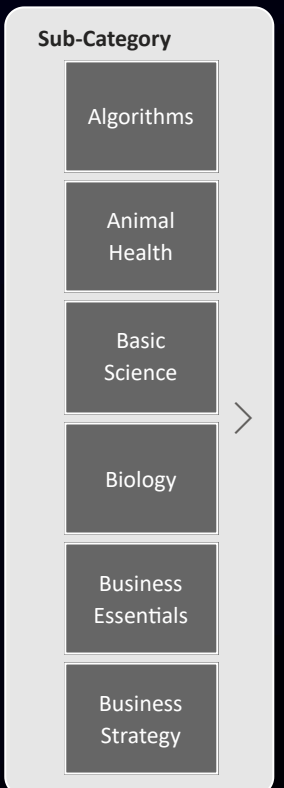 Sub-Category
Algorithms
Animal
Health
Basic
Science
Biology
Business
Essentials
Business
Strategy